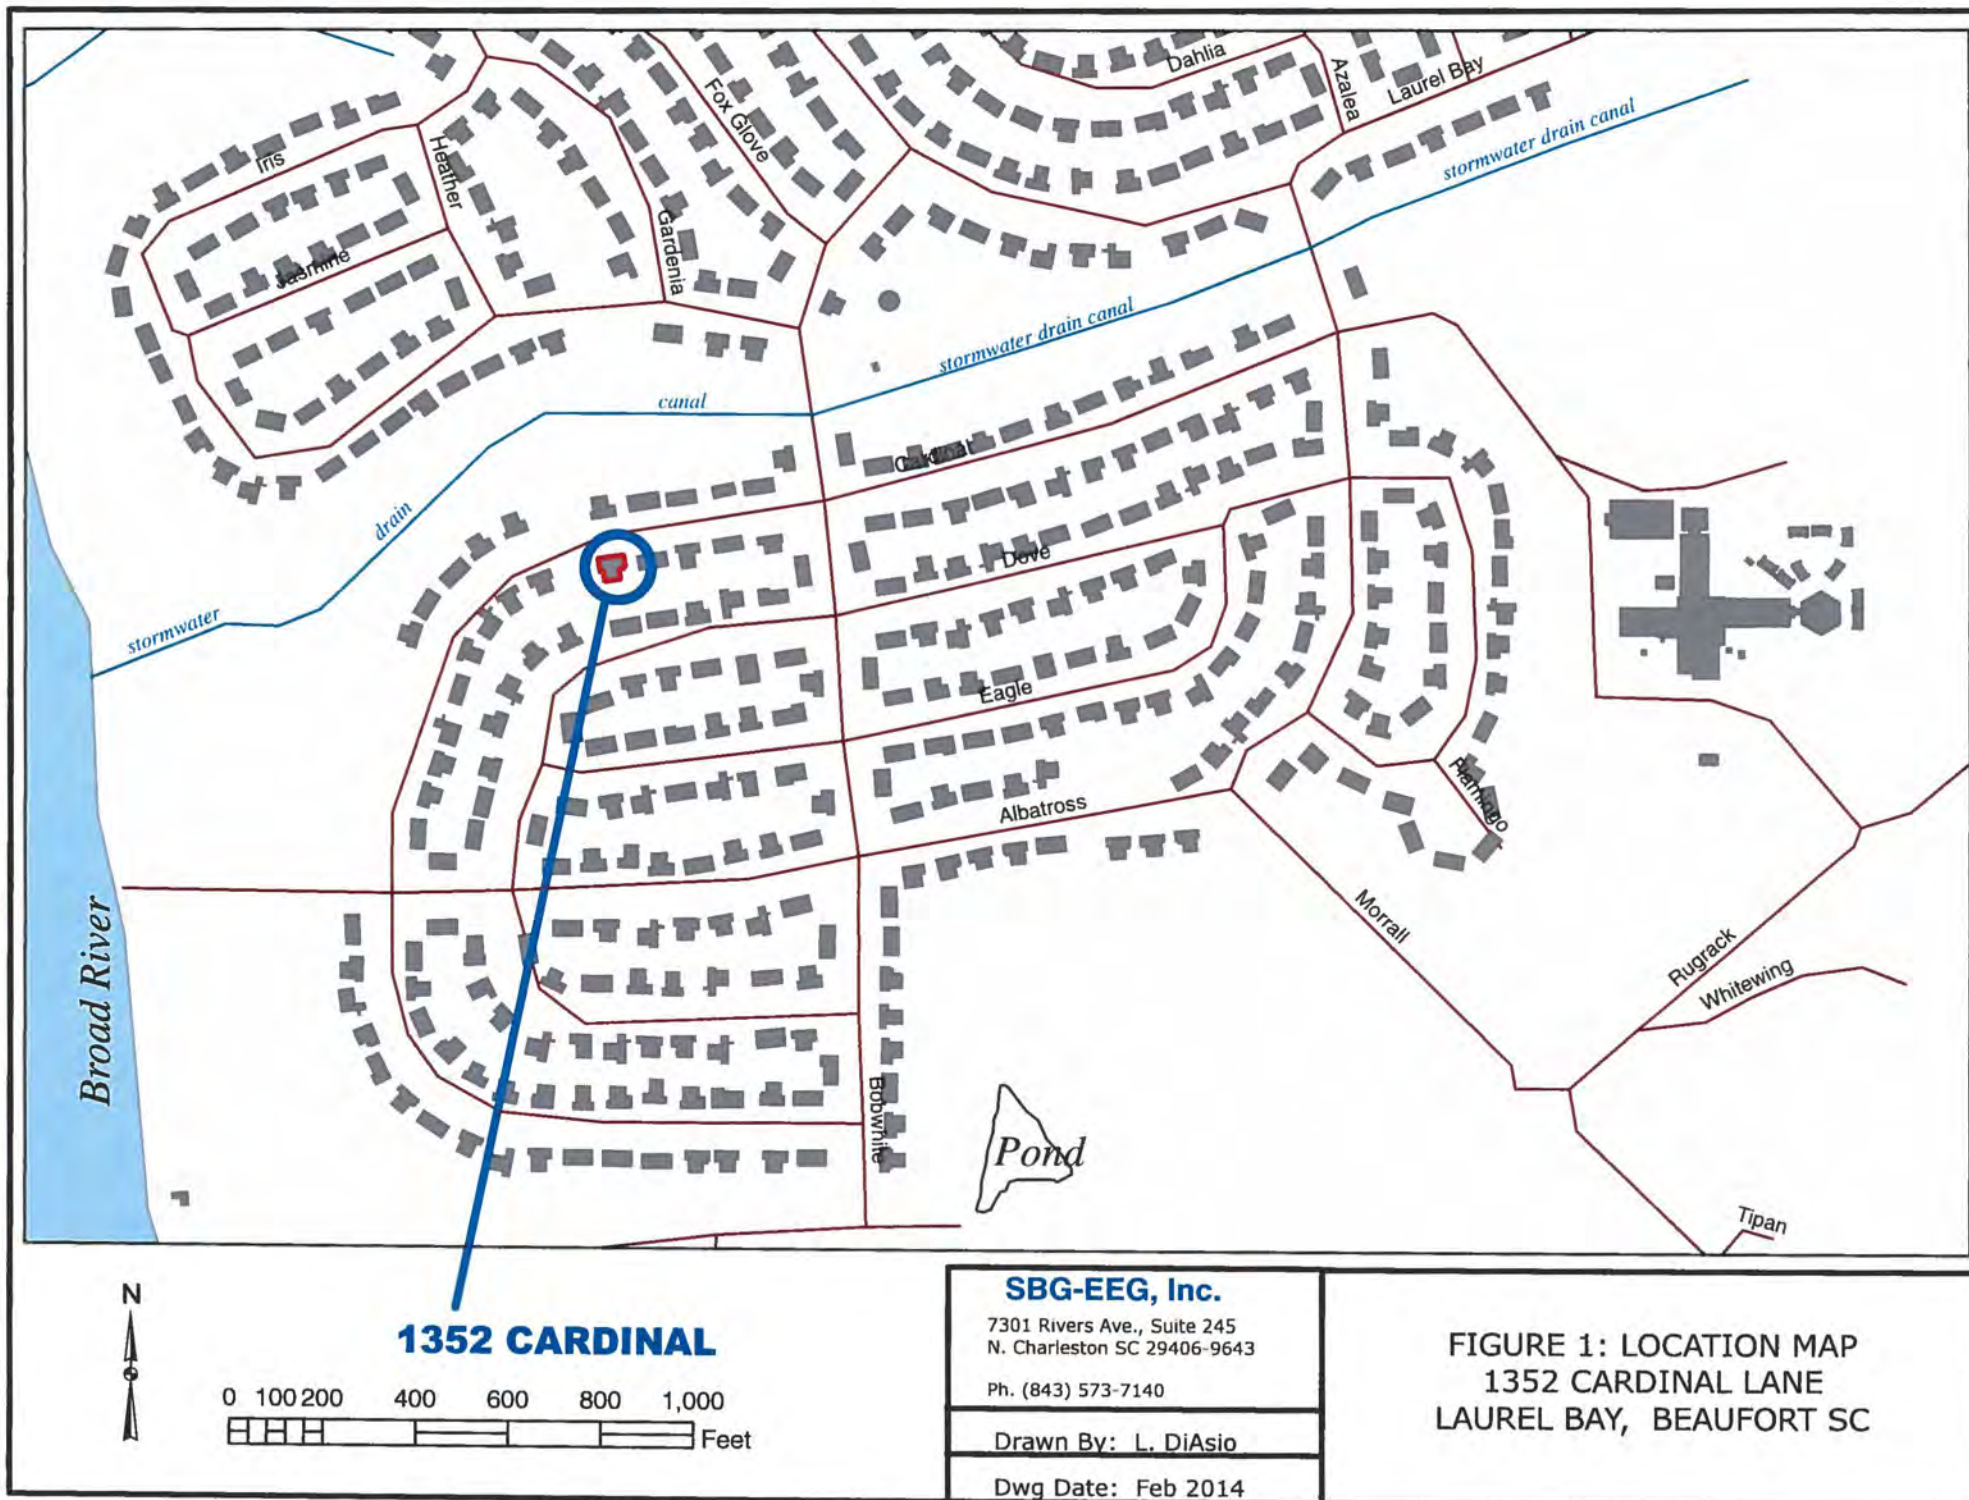 Dahlia
Azalea
Laurel Bay
Fox Glove
stormwater drain canal
Iris
Heather
Gardenia
Jasmine
stormwater drain canal
canal
drain
stormwater
Dove
Eagle
Albatross
Flamingo
Morrall
Rugrack
Whitewing
Broad River
Bobwhite
Pond
Tipan
N
1352 CARDINAL
0 100 200 400 600 800 1,000
Feet
SBG-EEG, Inc.
7301 Rivers Ave., Suite 245
N. Charleston SC 29406-9643
Ph. (843) 573-7140
Drawn By: L. DiAsio
Dwg Date: Feb 2014
FIGURE 1: LOCATION MAP
1352 CARDINAL LANE
LAUREL BAY, BEAUFORT SC